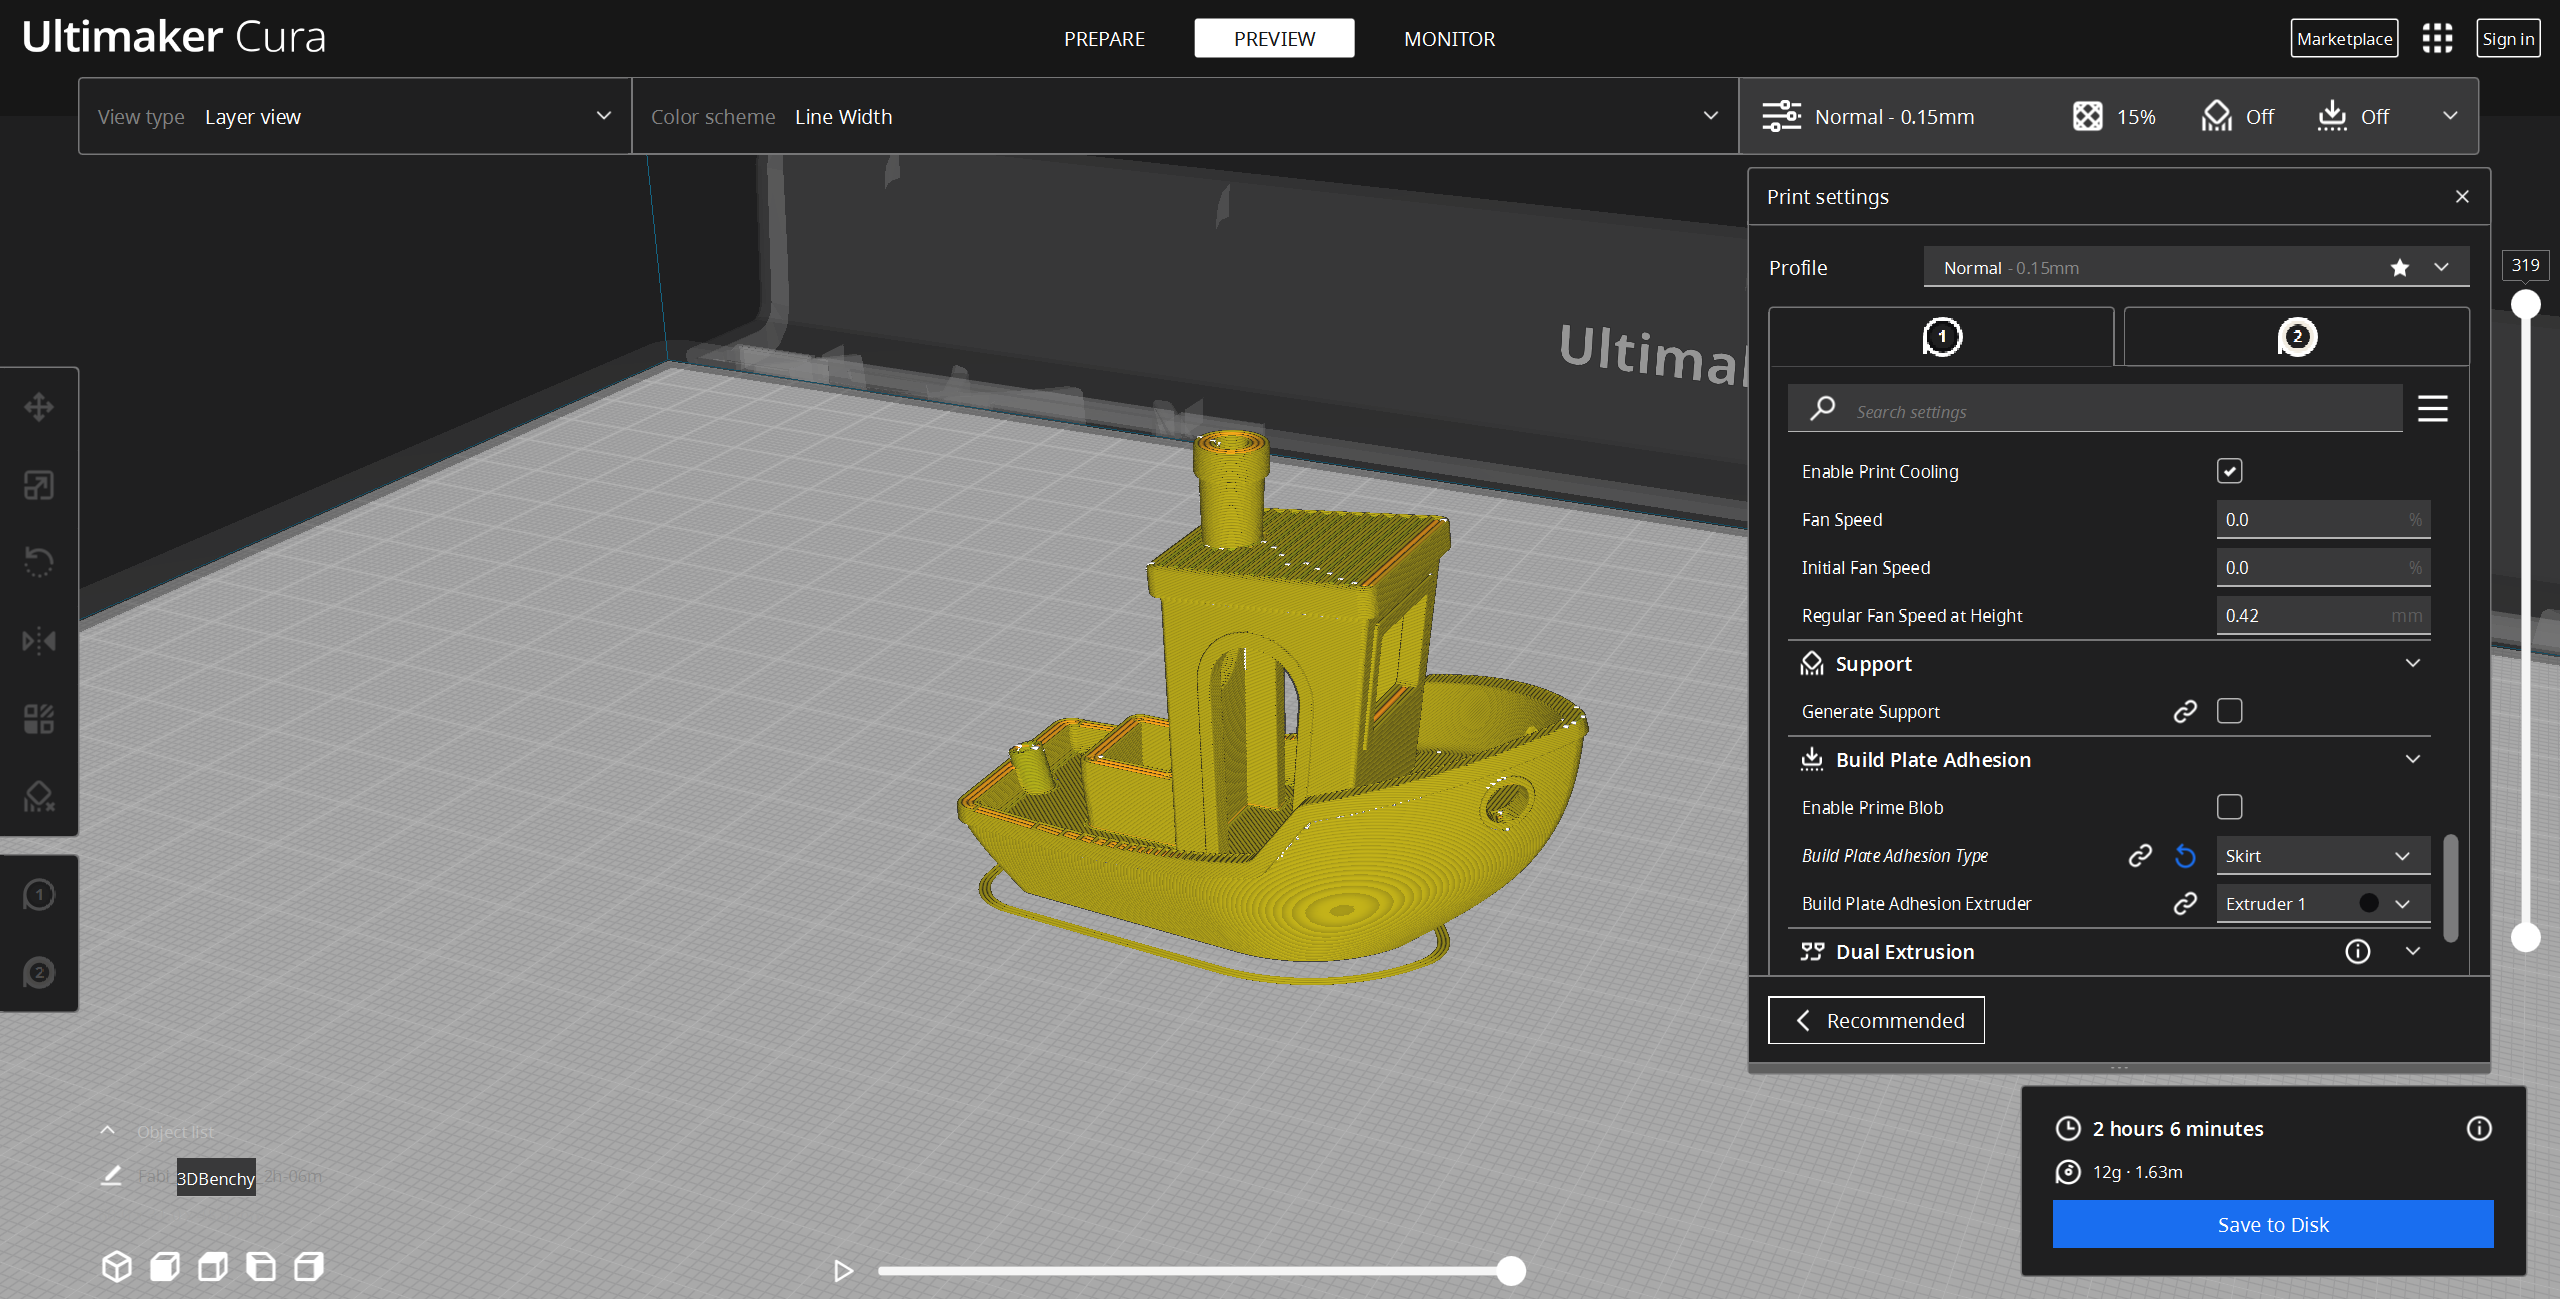 Ultimaker Cura
PREPARE
PREVIEW
MONITOR
Marketplace
Sign in
View type Layer view
Color scheme Line Width
Normal - 0.15mm
15%
Off
Off
Print settings
Profile
Normal - 0.15mm
319
1
2
Search settings
Enable Print Cooling
Fan Speed
0.0 %
Initial Fan Speed
0.0 %
Regular Fan Speed at Height
0.42 mm
Support
Generate Support
Build Plate Adhesion
Enable Prime Blob
Build Plate Adhesion Type
Skirt
Build Plate Adhesion Extruder
Extruder 1
Dual Extrusion
Recommended
1
2
Object list
3DBenchy
2h-06m
2 hours 6 minutes
12g · 1.63m
Save to Disk